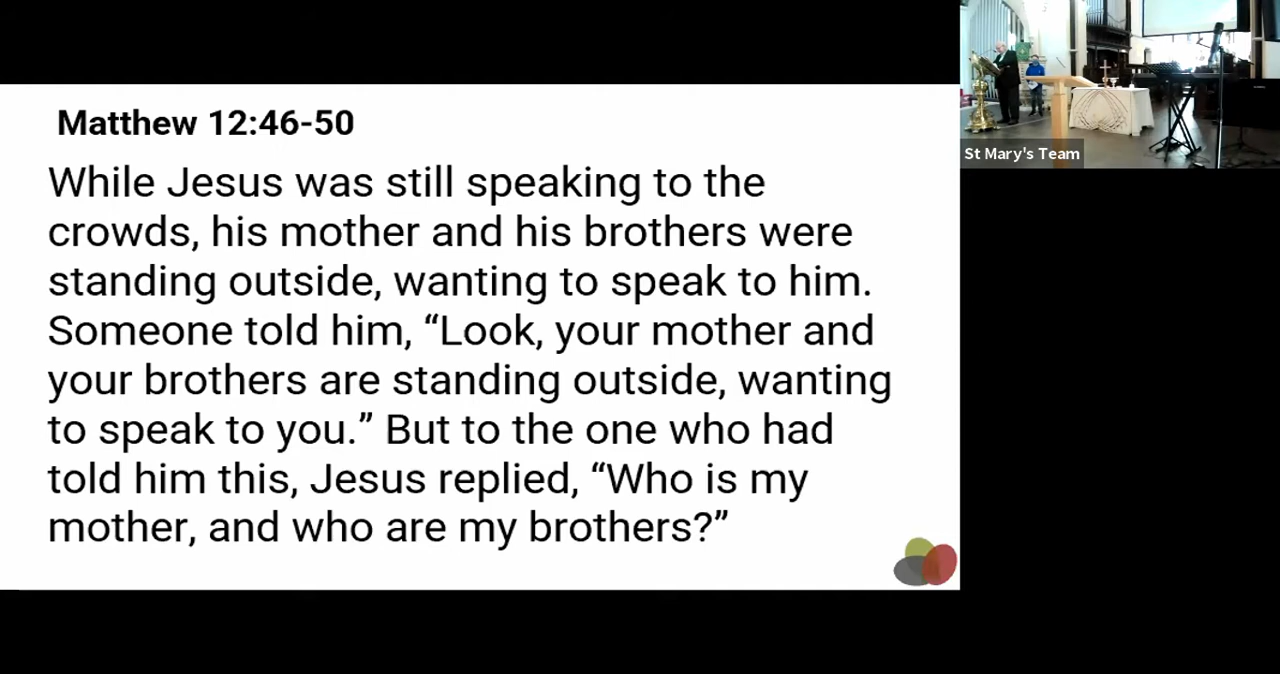 Matthew 12:46-50
While Jesus was still speaking to the
crowds, his mother and his brothers were
standing outside, wanting to speak to him.
Someone told him, “Look, your mother and
your brothers are standing outside, wanting
to speak to you.” But to the one who had
told him this, Jesus replied, “Who is my
mother, and who are my brothers?”
St Mary's Team